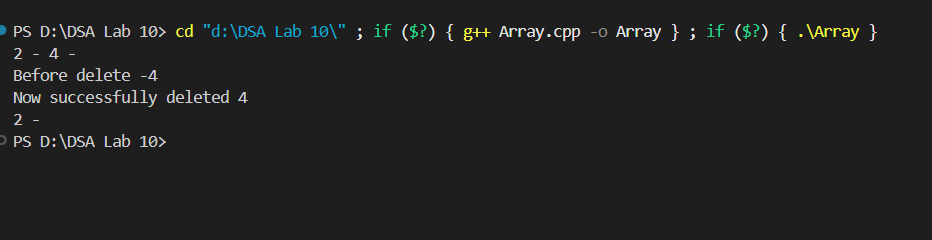 PS D:\DSA Lab 10> cd "d:\DSA Lab 10\" ; if ($?) { g++ Array.cpp -o Array } ; if ($?) { .\Array }
2 - 4 -
Before delete -4
Now successfully deleted 4
2 -
PS D:\DSA Lab 10>